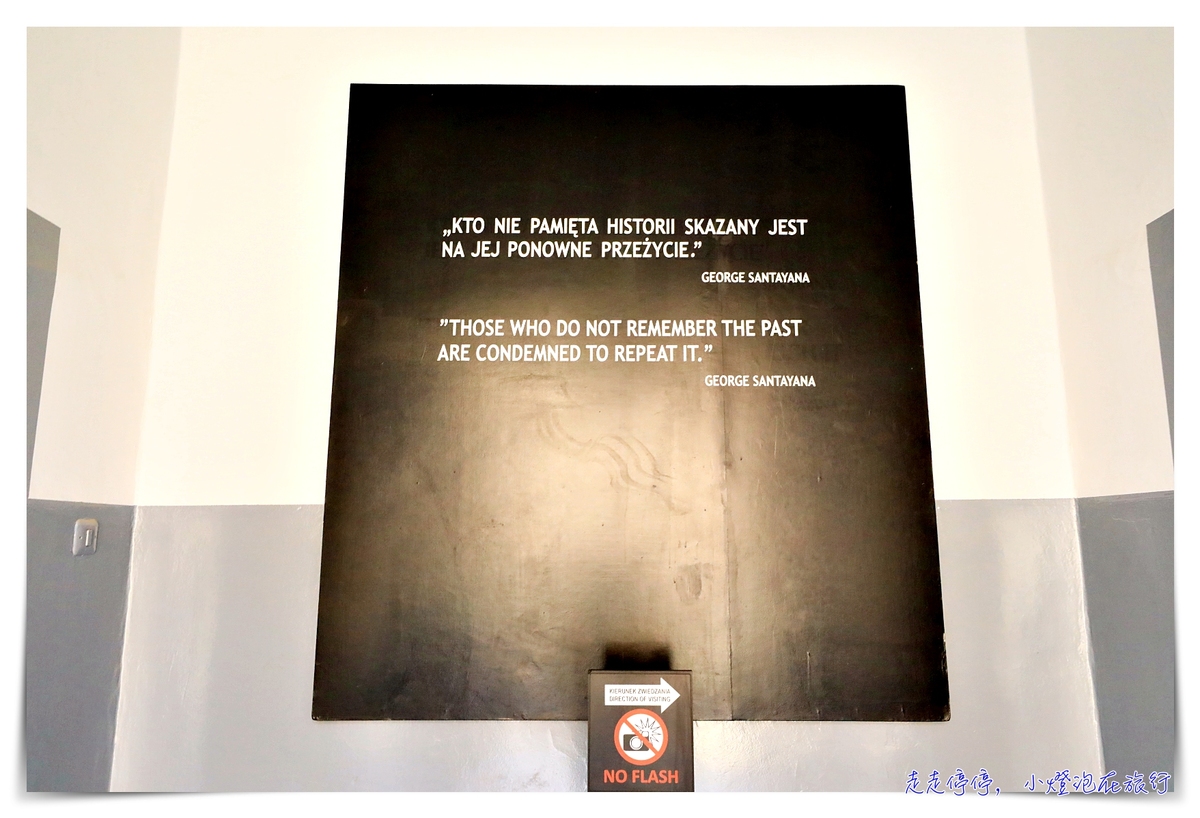 „KTO NIE PAMIĘTA HISTORII SKAZANY JEST
NA JEJ PONOWNE PRZEŻYCIE.”
GEORGE SANTAYANA
”THOSE WHO DO NOT REMEMBER THE PAST
ARE CONDEMNED TO REPEAT IT.”
GEORGE SANTAYANA
KIERUNEK ZWIEDZANIA
DIRECTION OF VISITING
NO FLASH
走走停停, 小燈泡在旅行